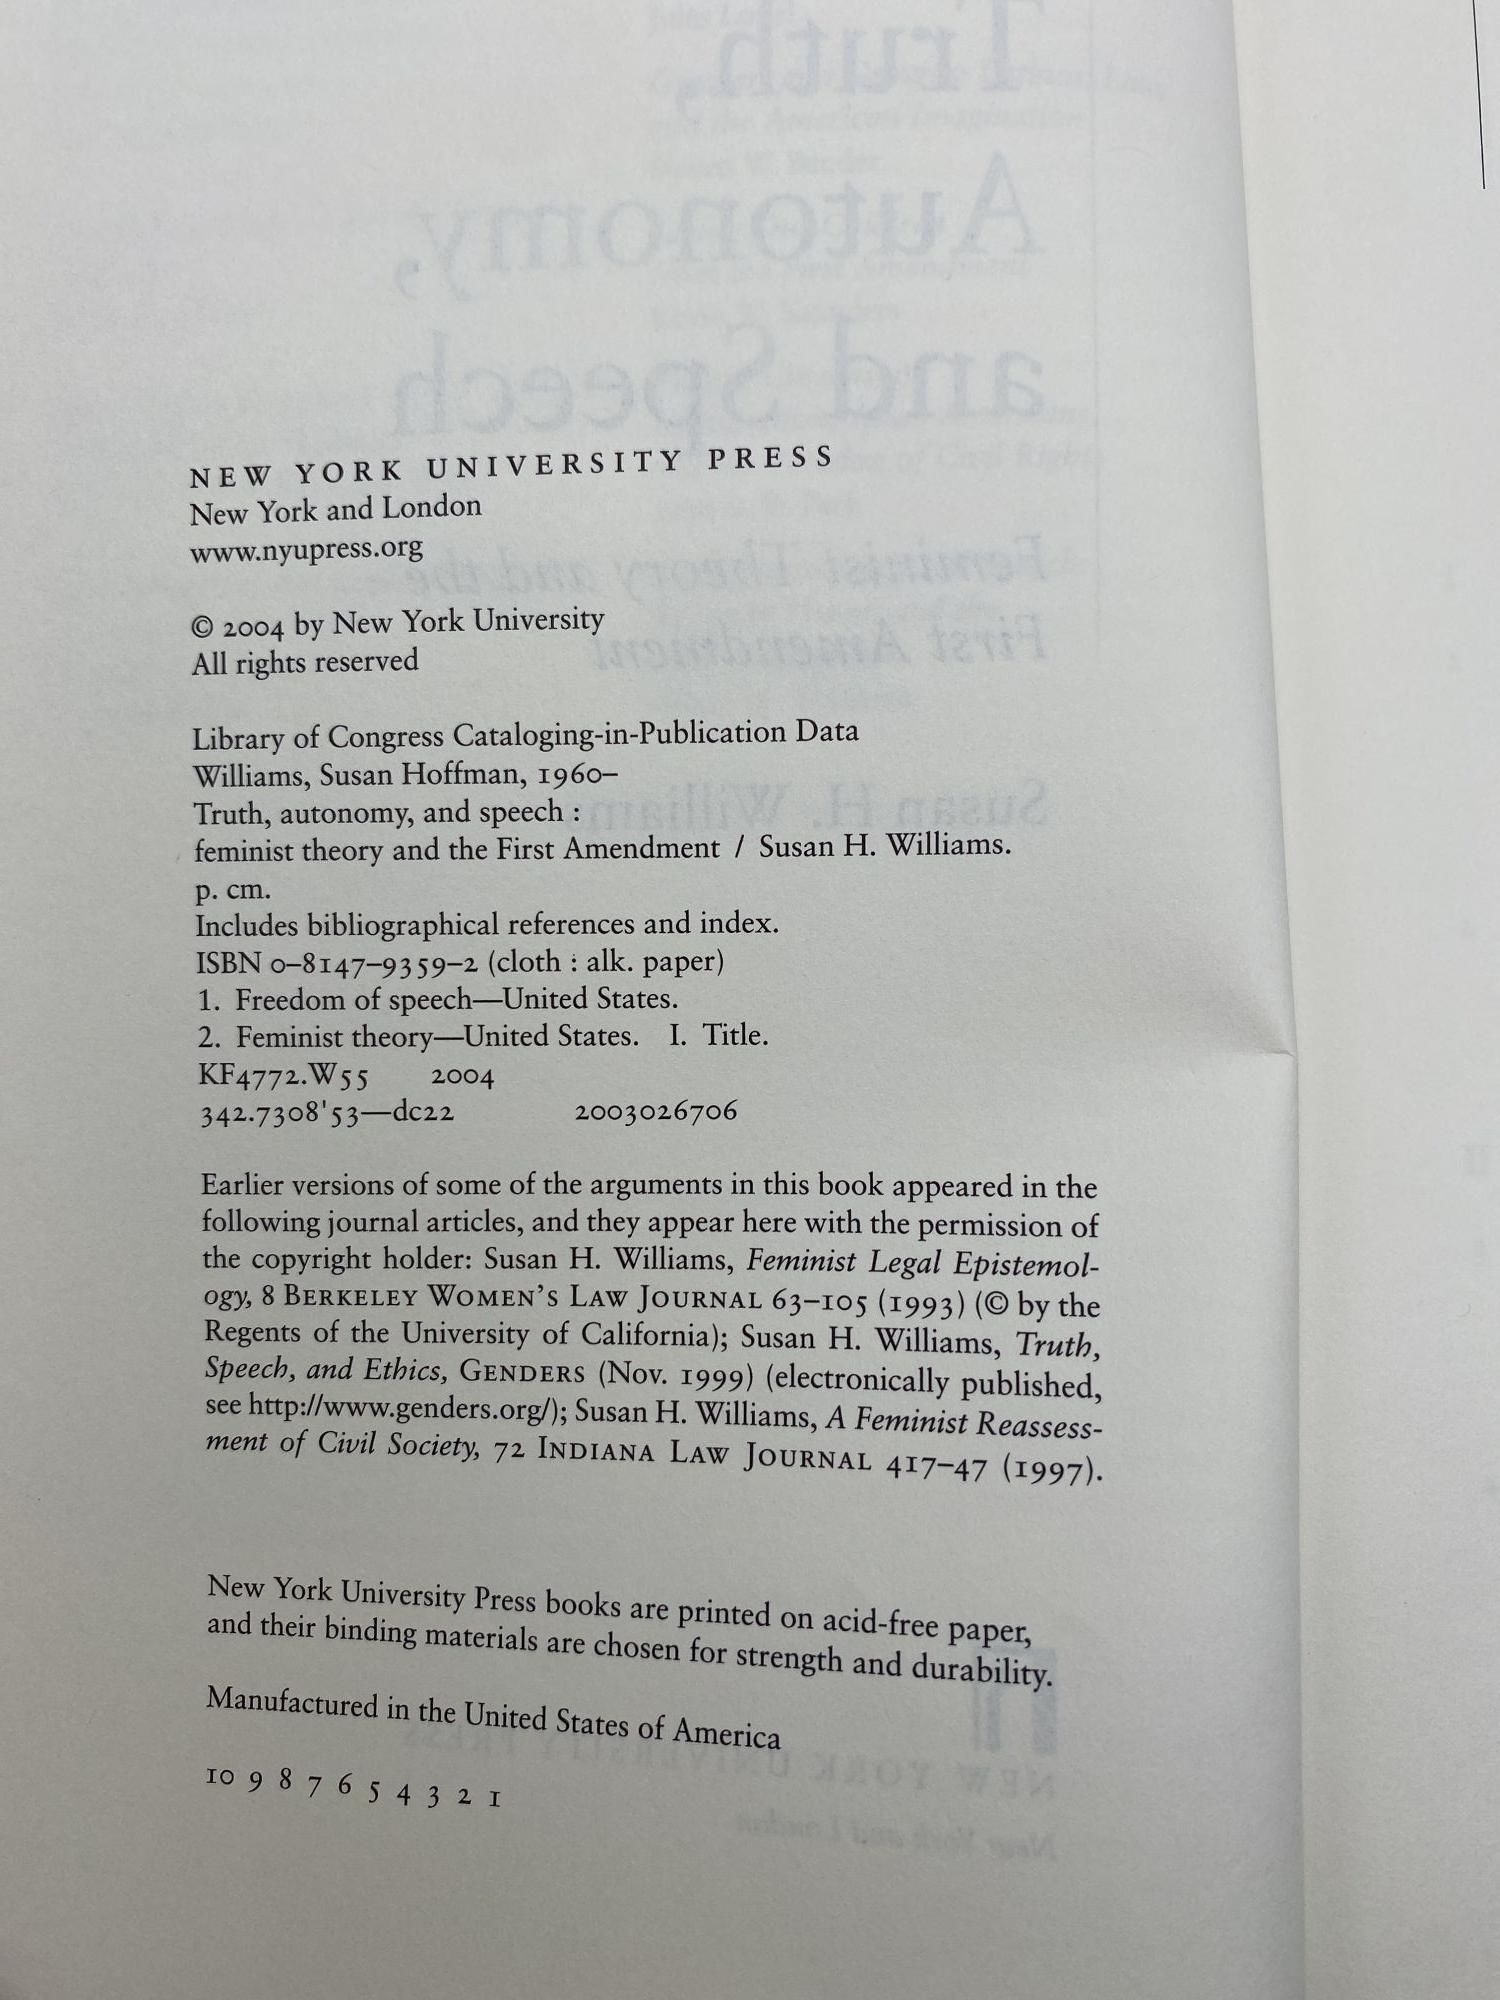 NEW YORK UNIVERSITY PRESS
New York and London
www.nyupress.org
© 2004 by New York University
All rights reserved
Library of Congress Cataloging-in-Publication Data
Williams, Susan Hoffman, 1960–
Truth, autonomy, and speech :
feminist theory and the First Amendment / Susan H. Williams.
p. cm.
Includes bibliographical references and index.
ISBN 0–8147–9359–2 (cloth : alk. paper)
1. Freedom of speech—United States.
2. Feminist theory—United States. I. Title.
KF4772.W55 2004
342.7308'53—dc22 2003026706
Earlier versions of some of the arguments in this book appeared in the
following journal articles, and they appear here with the permission of
the copyright holder: Susan H. Williams, Feminist Legal Epistemol-
ogy, 8 BERKELEY WOMEN'S LAW JOURNAL 63–105 (1993) (© by the
Regents of the University of California); Susan H. Williams, Truth,
Speech, and Ethics, GENDERS (Nov. 1999) (electronically published,
see http://www.genders.org/); Susan H. Williams, A Feminist Reassess-
ment of Civil Society, 72 INDIANA LAW JOURNAL 417–47 (1997).
New York University Press books are printed on acid-free paper,
and their binding materials are chosen for strength and durability.
Manufactured in the United States of America
10 9 8 7 6 5 4 3 2 1